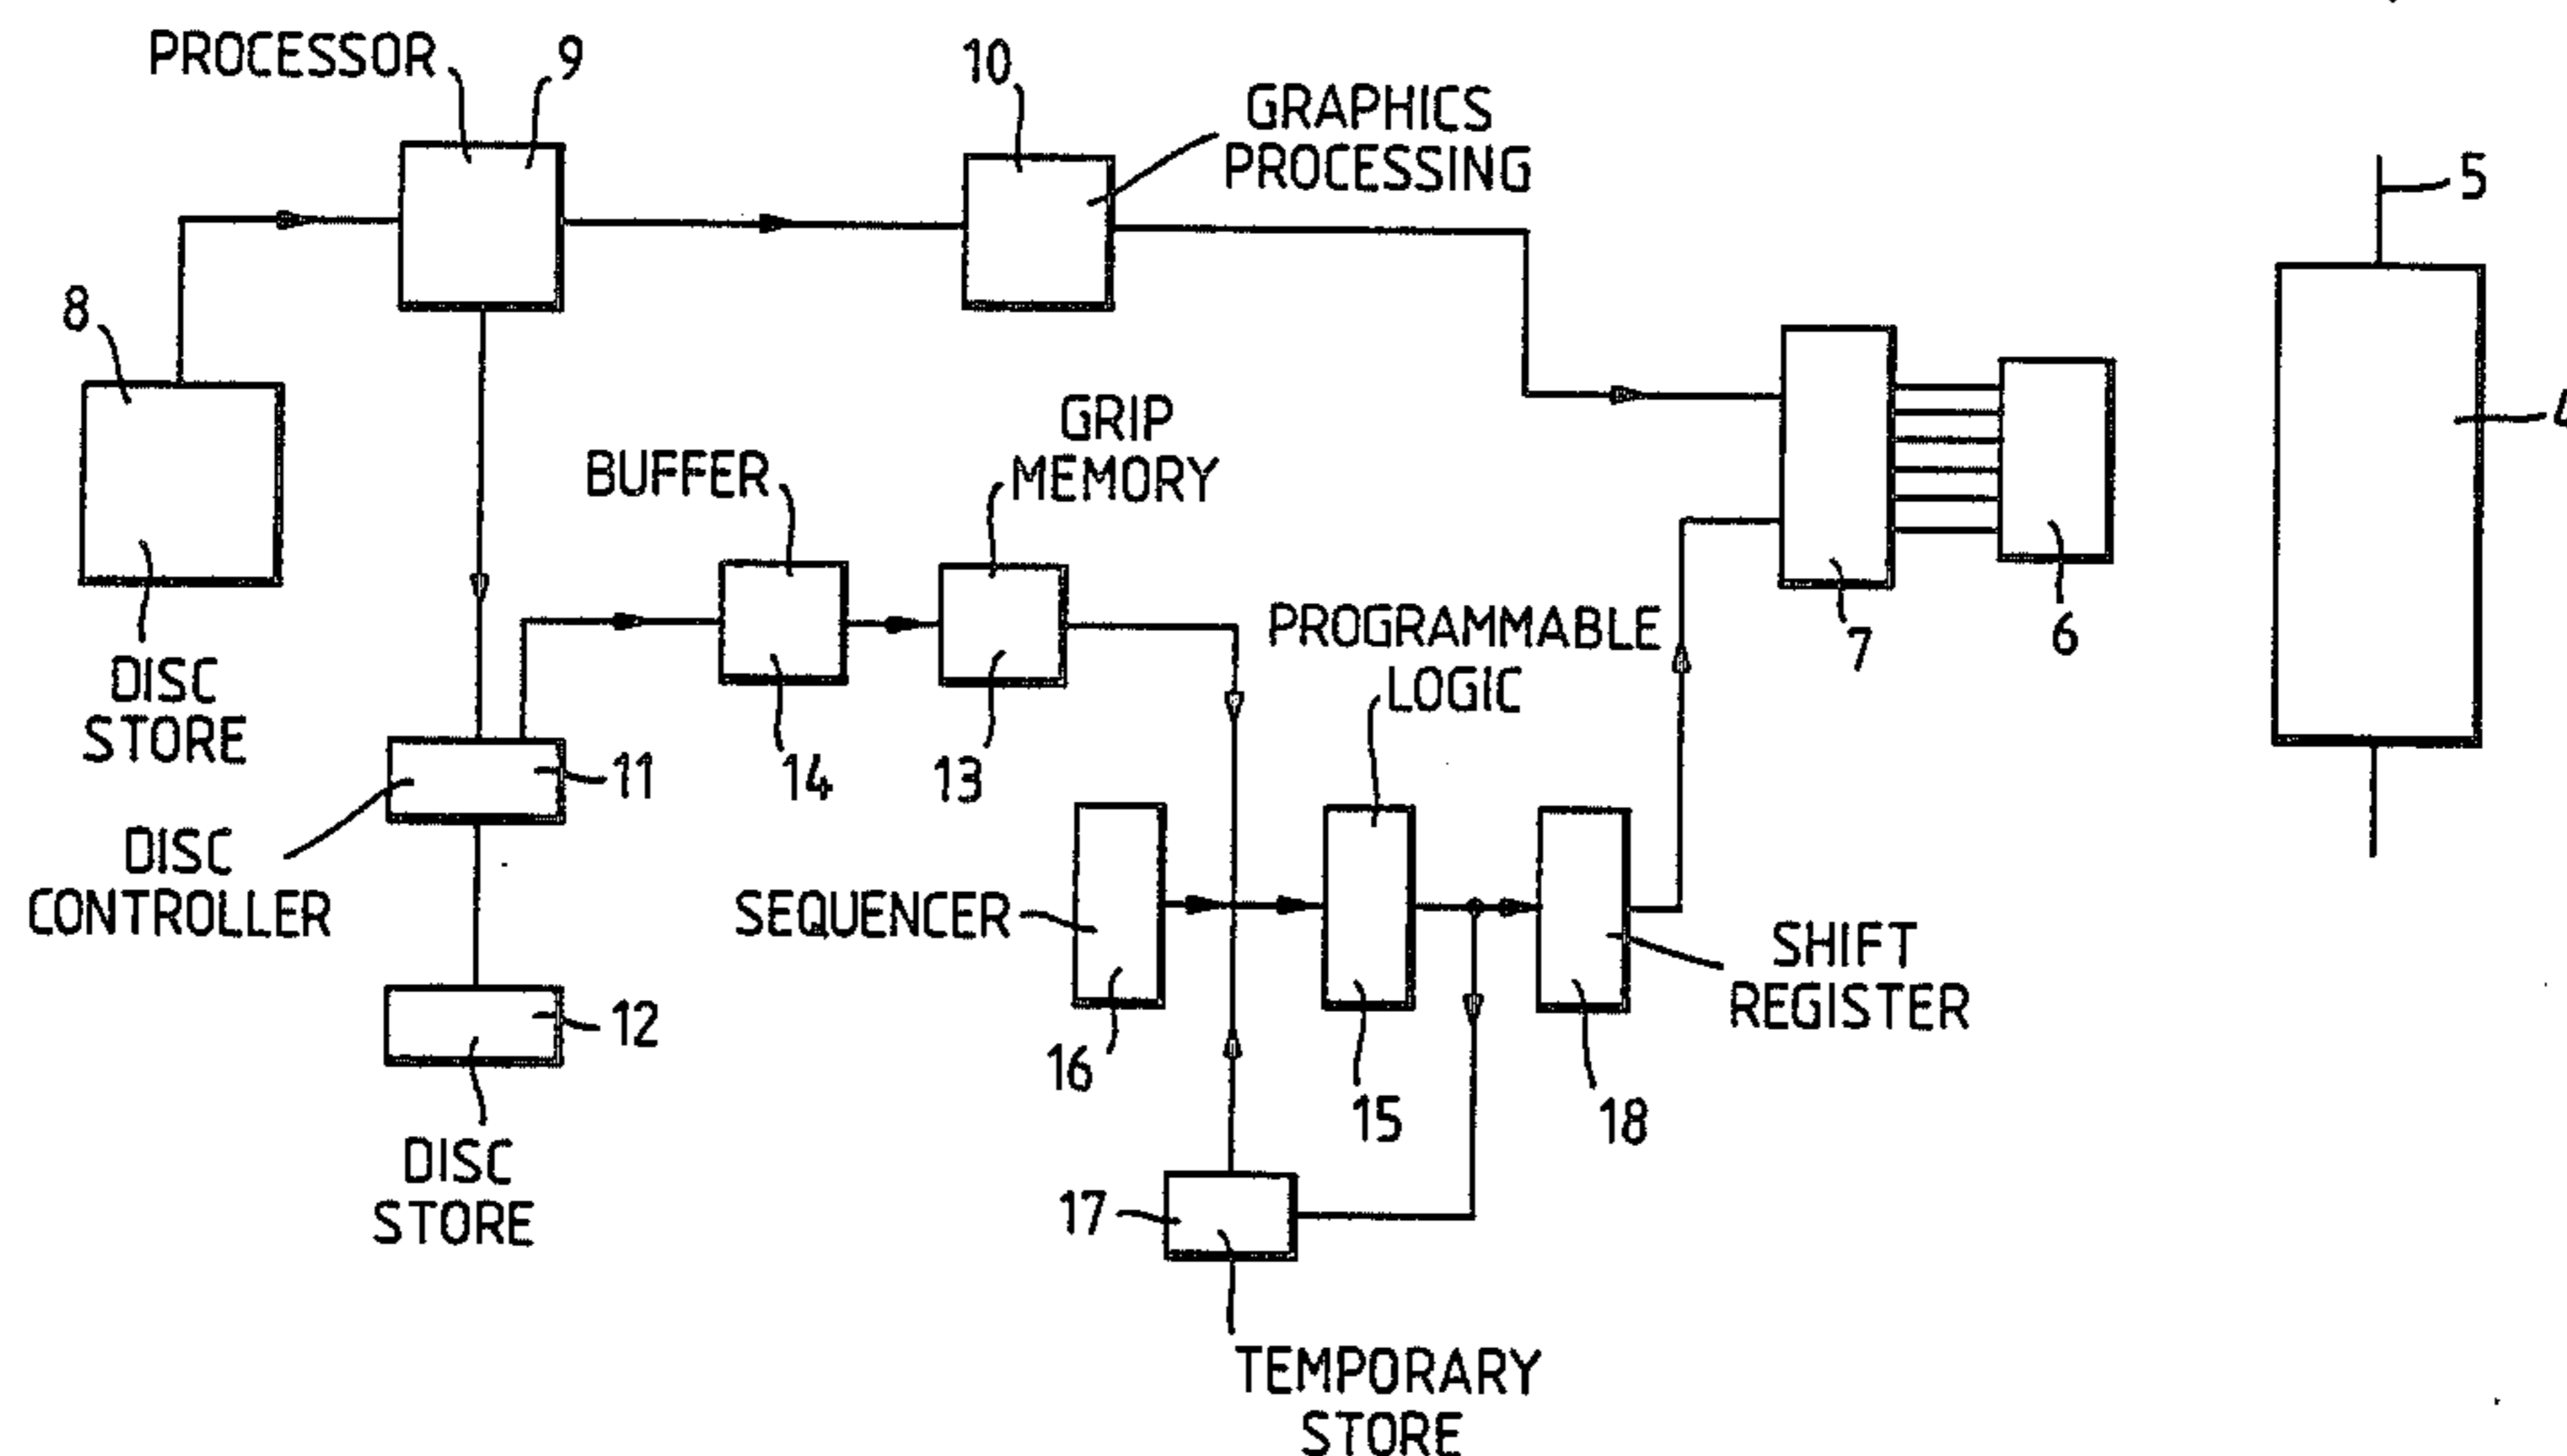 PROCESSOR
9
10
GRAPHICS
PROCESSING
5
8
GRIP
MEMORY
BUFFER
DISC
STORE
11
14
13
PROGRAMMABLE
LOGIC
7
6
DISC
CONTROLLER
SEQUENCER
SHIFT
REGISTER
12
16
15
18
DISC
STORE
17
TEMPORARY
STORE